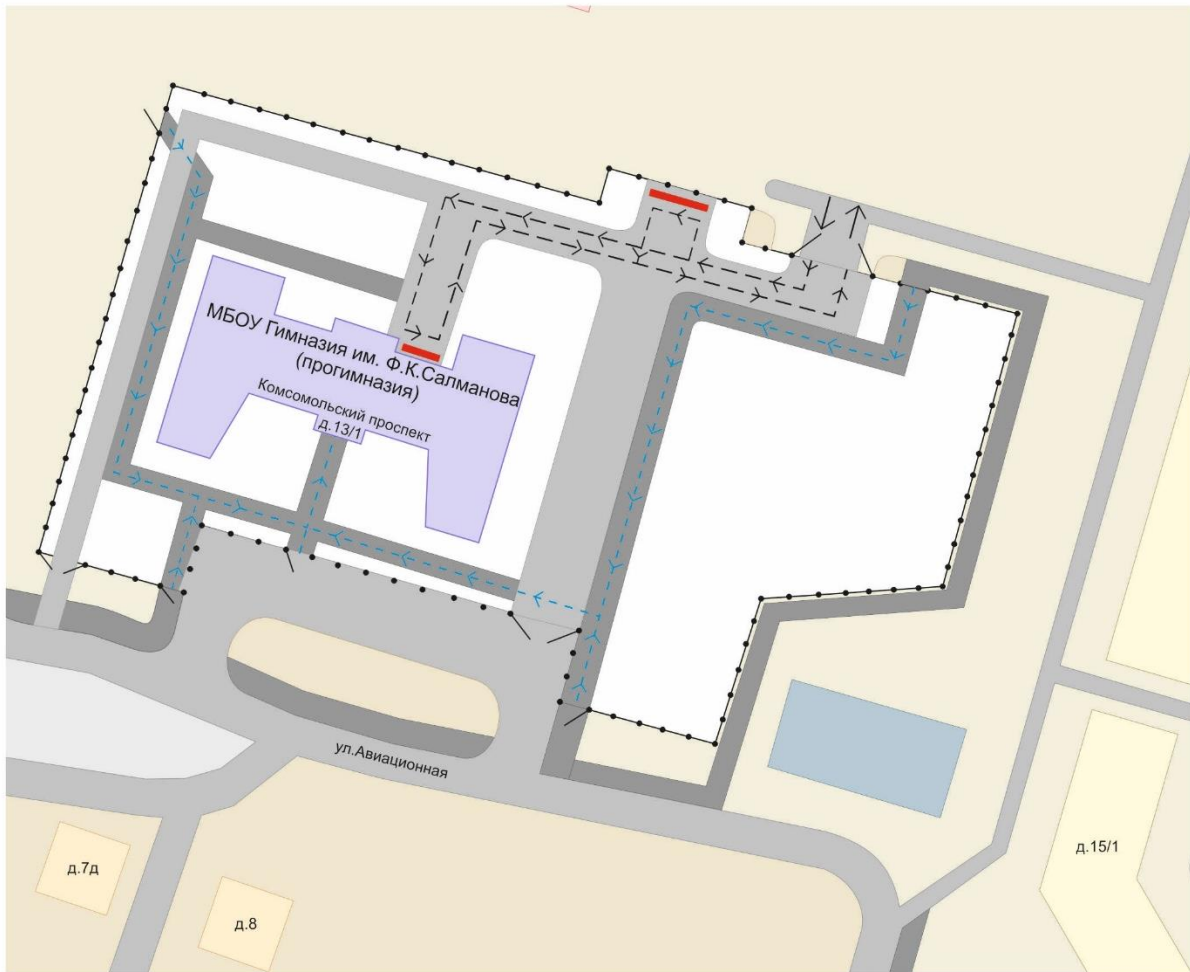 МБОУ Гимназия им. Ф.К.Салманова
(прогимназия)
Комсомольский проспект
д.13/1
ул.Авиационная
д.7д
д.8
д.15/1